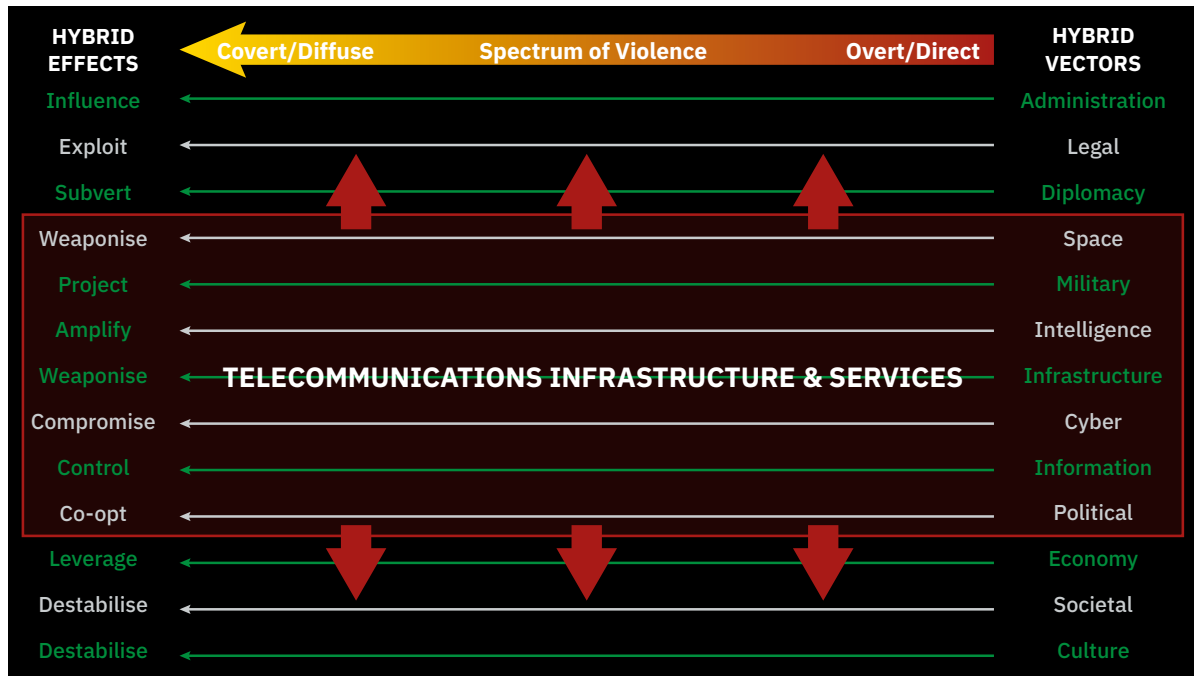 HYBRID
EFFECTS
Covert/Diffuse Spectrum of Violence Overt/Direct
HYBRID
VECTORS
Influence Administration
Exploit Legal
Subvert Diplomacy
Weaponise Space
Project Military
Amplify Intelligence
Weaponise TELECOMMUNICATIONS INFRASTRUCTURE & SERVICES Infrastructure
Compromise Cyber
Control Information
Co-opt Political
Leverage Economy
Destabilise Societal
Destabilise Culture